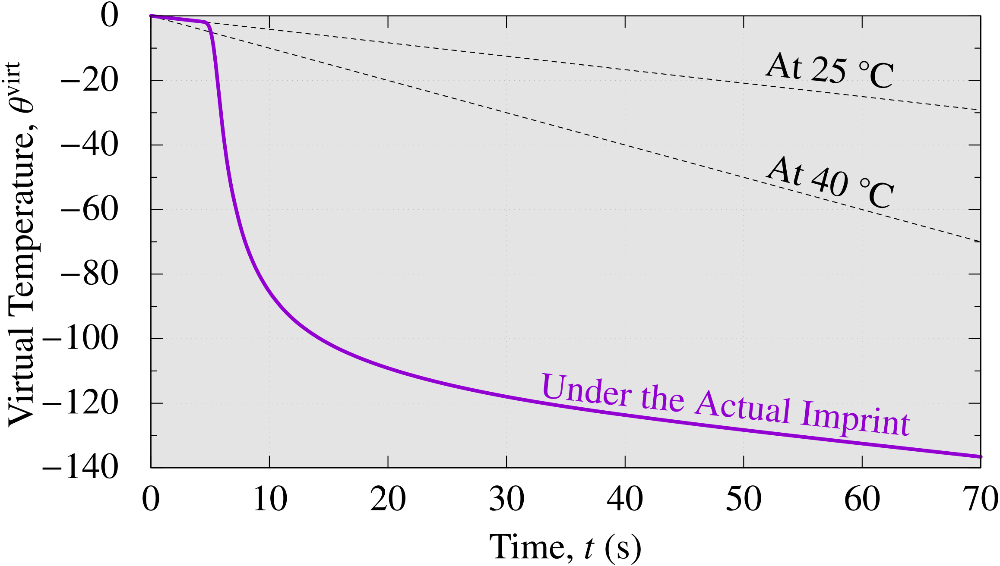 0
−20
−40
−60
−80
−100
−120
−140
Virtual Temperature, θ^virt
At 25 °C
At 40 °C
Under the Actual Imprint
0 10 20 30 40 50 60 70
Time, t (s)